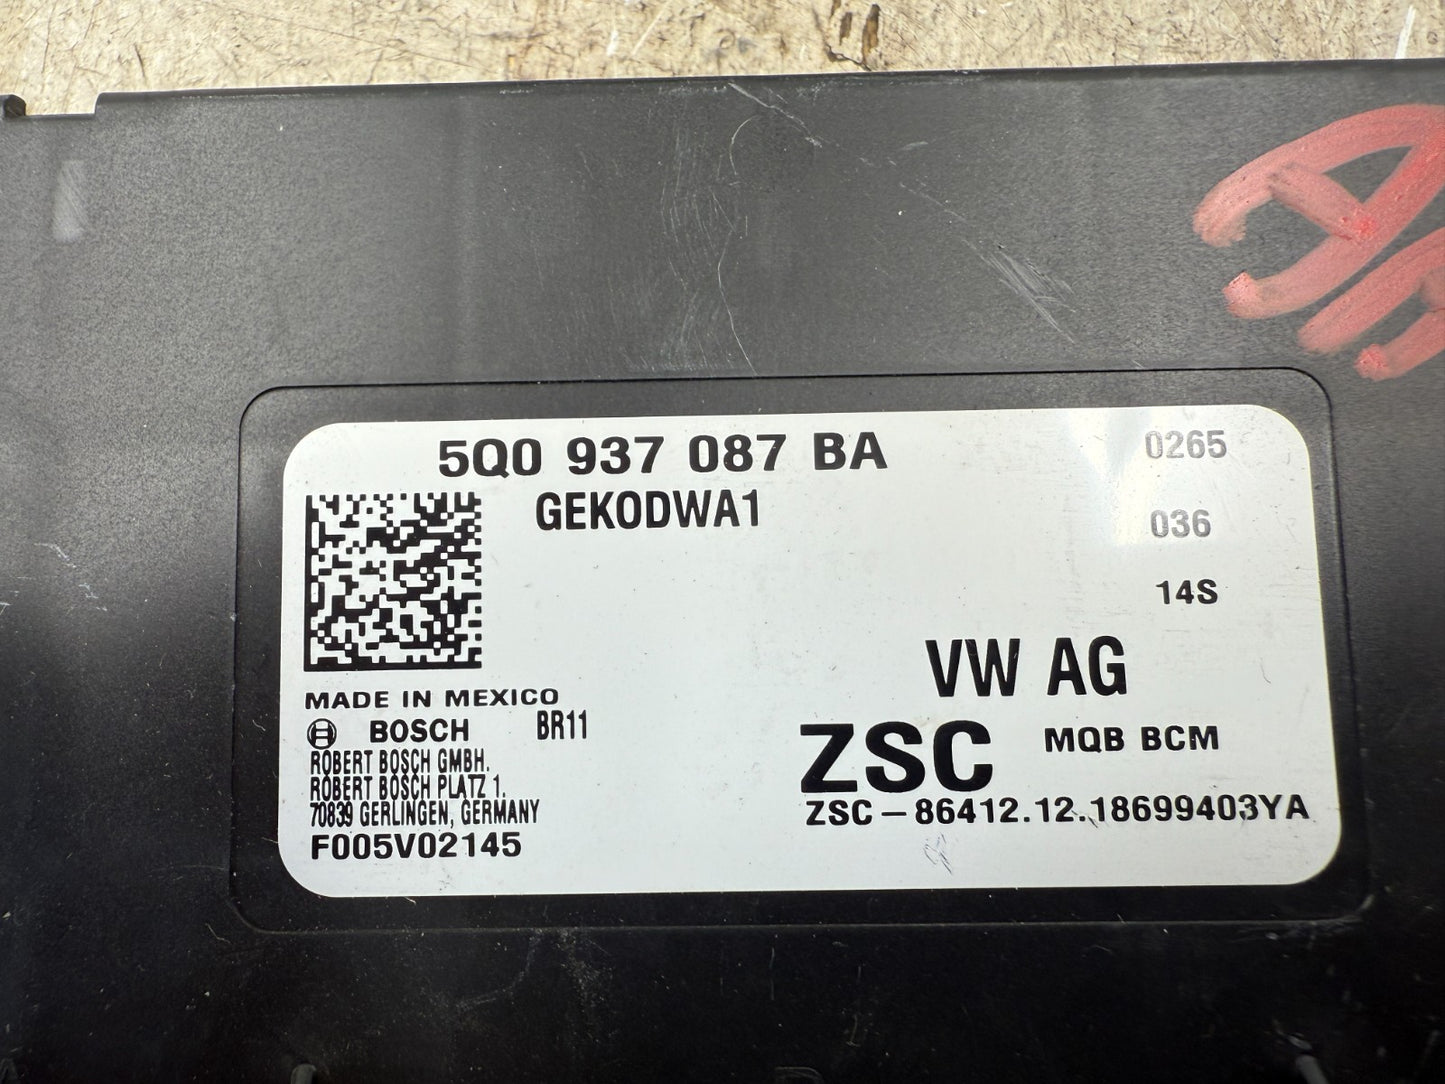 5Q0 937 087 BA
0265
GEKODWA1
036
14S
VW AG
MADE IN MEXICO
BOSCH BR11
ZSC MQB BCM
ROBERT BOSCH GMBH.
ROBERT BOSCH PLATZ 1.
70839 GERLINGEN, GERMANY
ZSC-86412.12.18699403YA
F005V02145